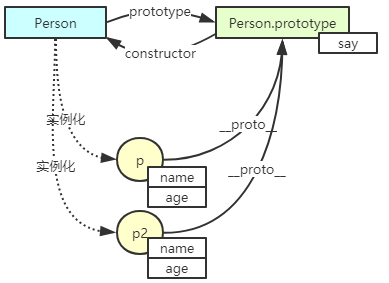 Person
prototype
Person.prototype
say
constructor
实例化
__proto__
p
实例化
name
__proto__
age
p2
name
age